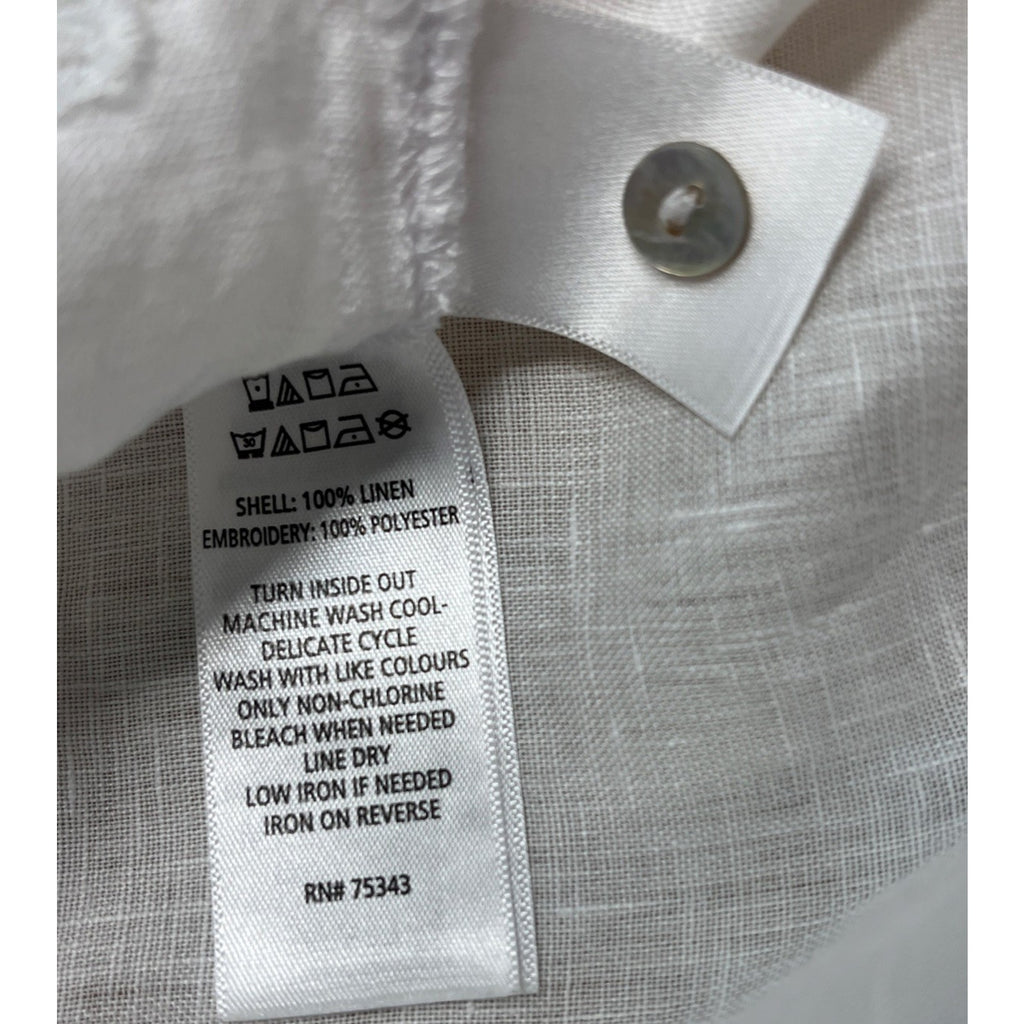 30
SHELL: 100% LINEN
EMBROIDERY: 100% POLYESTER
TURN INSIDE OUT
MACHINE WASH COOL-
DELICATE CYCLE
WASH WITH LIKE COLOURS
ONLY NON-CHLORINE
BLEACH WHEN NEEDED
LINE DRY
LOW IRON IF NEEDED
IRON ON REVERSE
RN# 75343